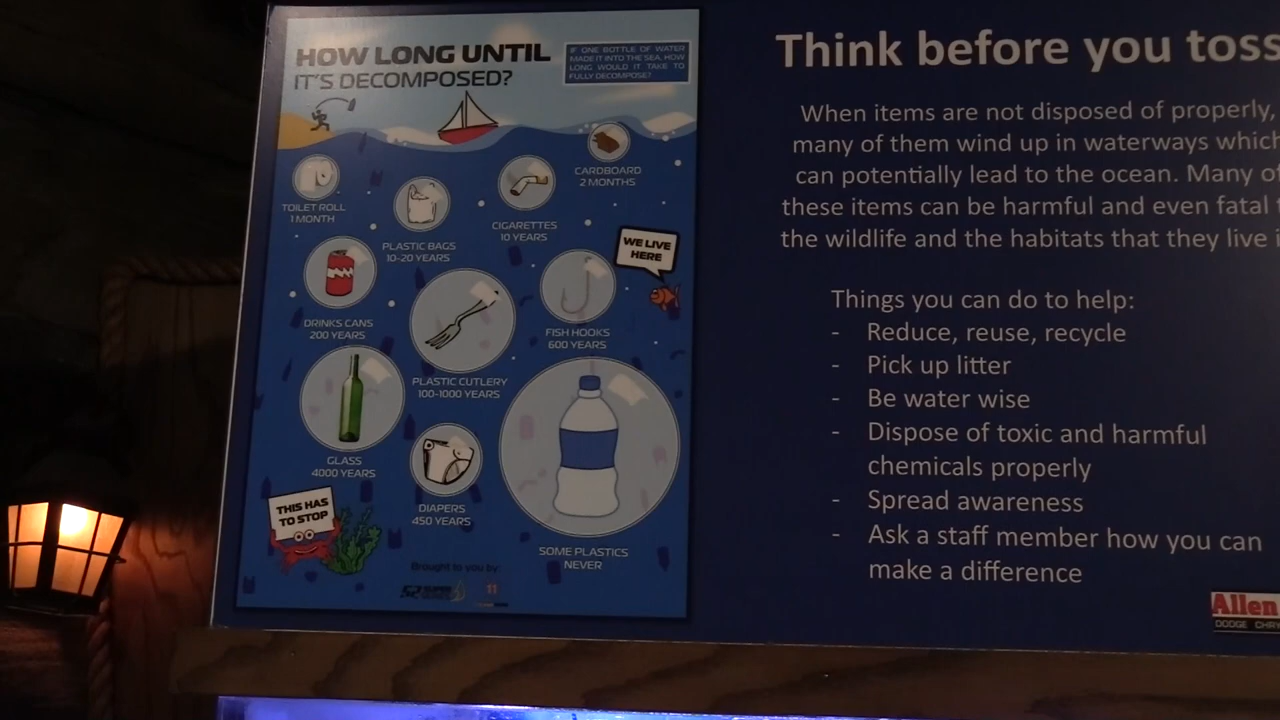 HOW LONG UNTIL
IT'S DECOMPOSED?
IF ONE BOTTLE OF WATER
MADE IT INTO THE SEA, HOW
LONG WOULD IT TAKE TO
FULLY DECOMPOSE?
CARDBOARD
2 MONTHS
TOILET ROLL
1 MONTH
CIGARETTES
10 YEARS
PLASTIC BAGS
10-20 YEARS
WE LIVE
HERE
DRINKS CANS
200 YEARS
FISH HOOKS
600 YEARS
PLASTIC CUTLERY
100-1000 YEARS
GLASS
4000 YEARS
DIAPERS
450 YEARS
THIS HAS
TO STOP
SOME PLASTICS
NEVER
Brought to you by:
11
Think before you toss
When items are not disposed of properly,
many of them wind up in waterways which
can potentially lead to the ocean. Many of
these items can be harmful and even fatal
the wildlife and the habitats that they live
Things you can do to help:
- Reduce, reuse, recycle
- Pick up litter
- Be water wise
- Dispose of toxic and harmful
chemicals properly
- Spread awareness
- Ask a staff member how you can
make a difference
Allen
DODGE CHRY